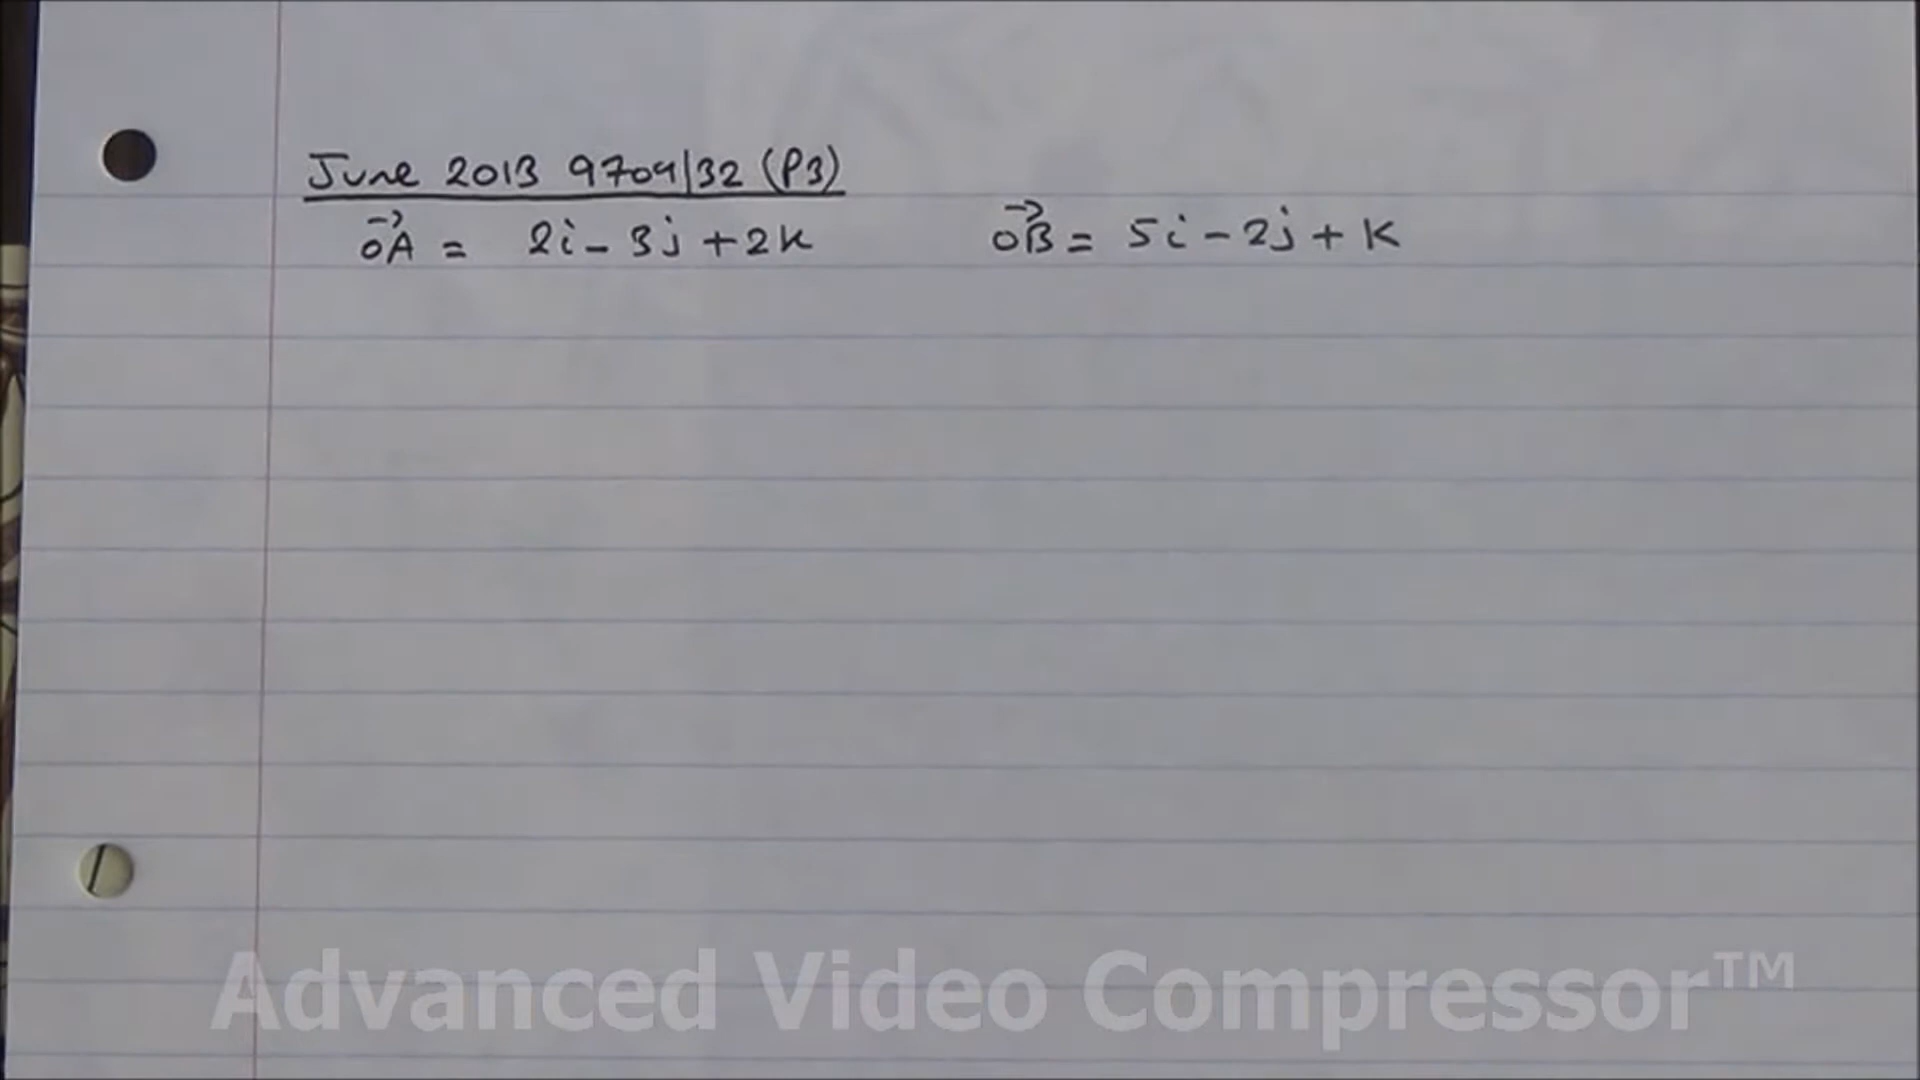 June 2013 9709/32 (P3)
→OA = 2i - 3j + 2k →OB = 5i - 2j + k
Advanced Video Compressor™